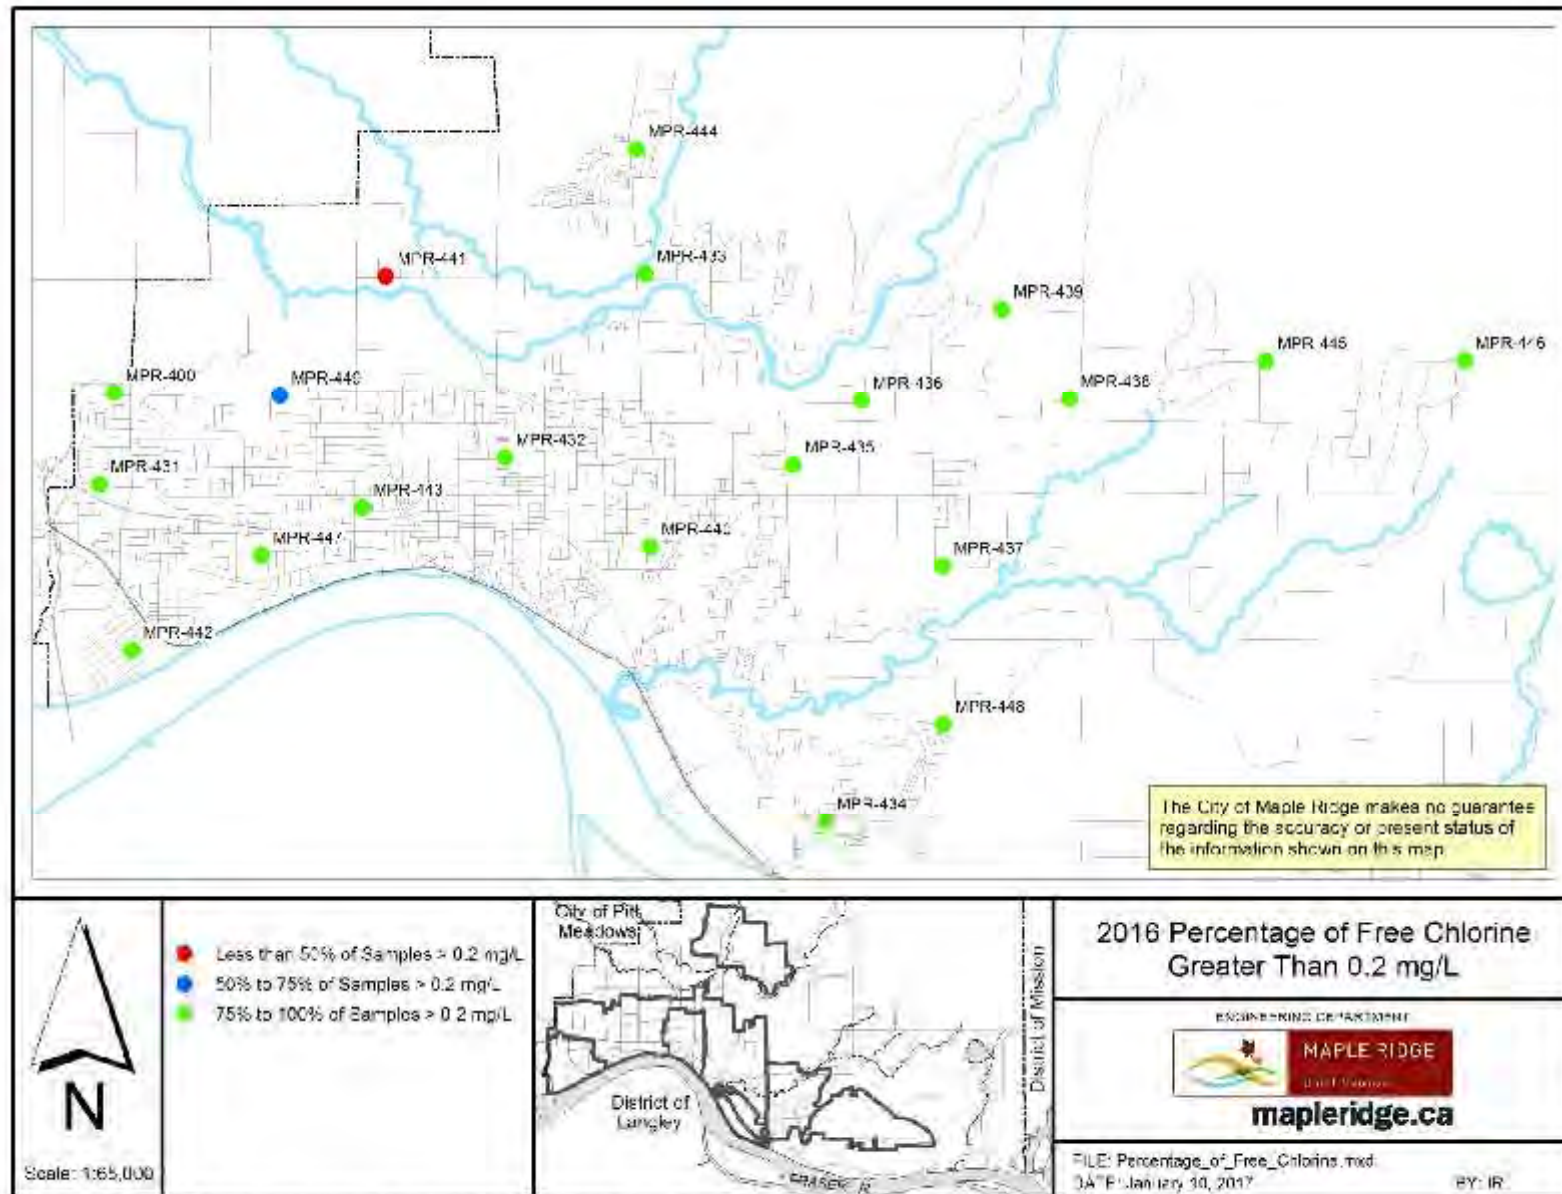 MPR-444
MPR-441
MPR-433
MPR-439
MPR-445
MPR-446
MPR-400
MPR-436
MPR-438
MPR-432
MPR-435
MPR-431
MPR-443
MPR-447
MPR-437
MPR-442
MPR-448
MPR-434
The City of Maple Ridge makes no guarantee
regarding the accuracy or present status of
the information shown on this map
N
Scale: 1:65,000
Less than 50% of Samples > 0.2 mg/L
50% to 75% of Samples > 0.2 mg/L
75% to 100% of Samples > 0.2 mg/L
City of Pitt
Meadows
District of Mission
District of
Langley
FRASER R.
2016 Percentage of Free Chlorine
Greater Than 0.2 mg/L
ENGINEERING DEPARTMENT
MAPLE RIDGE
mapleridge.ca
FILE: Percentage_of_Free_Chlorine.mxd
DATE: January 30, 2017
BY: IR